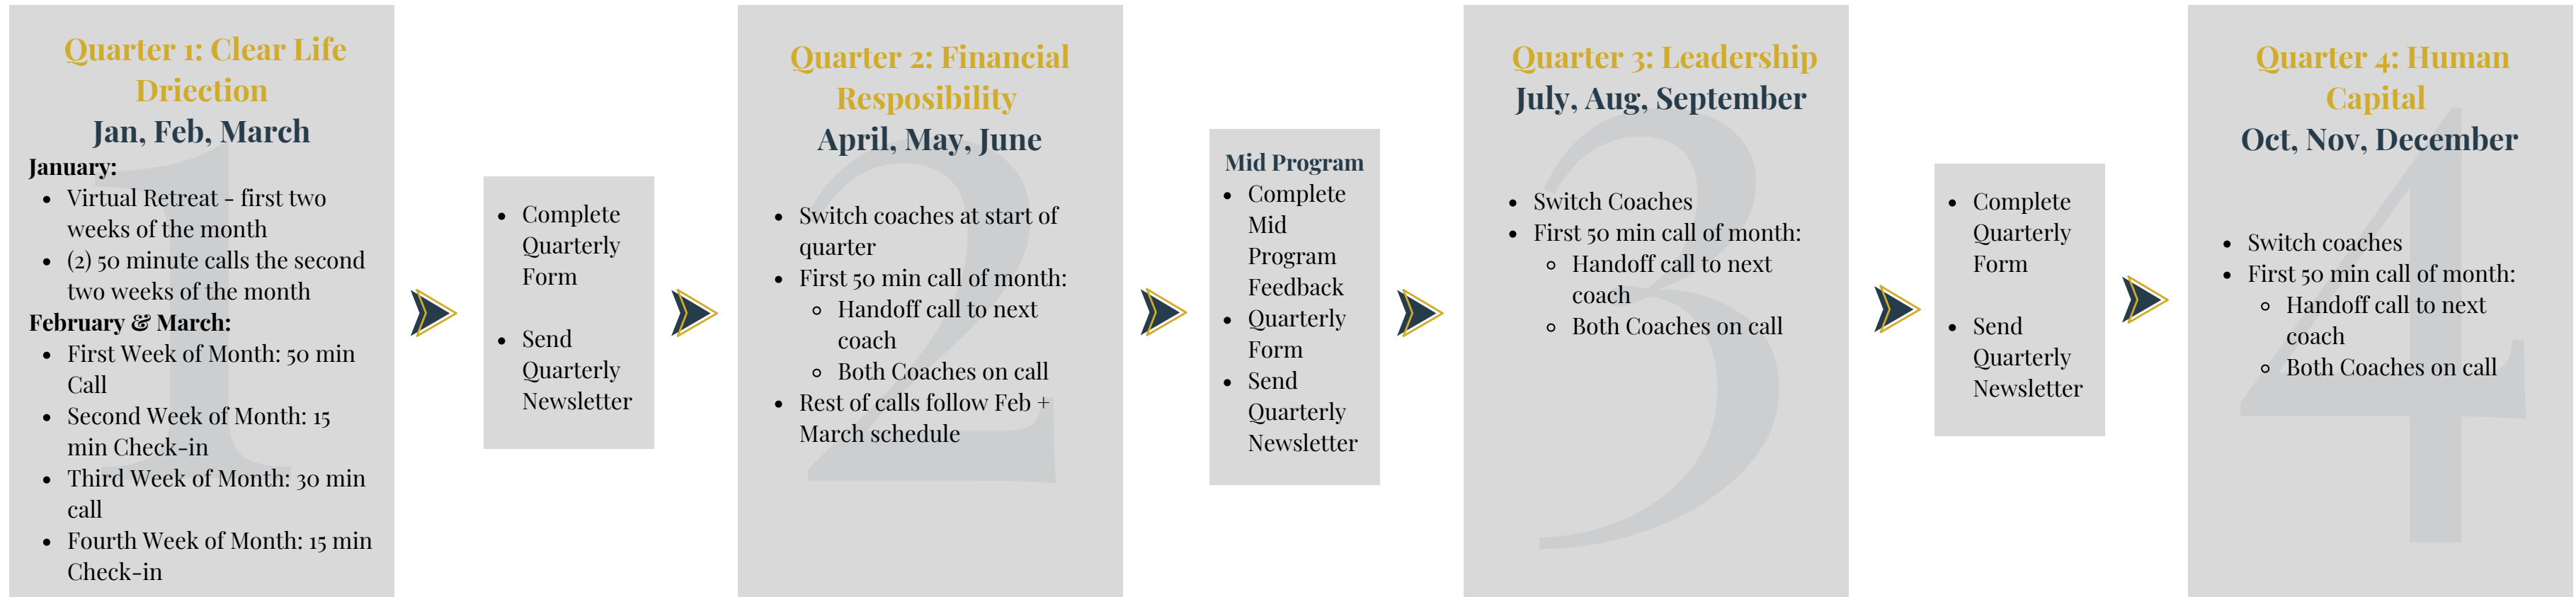 Quarter 1: Clear Life
Driection
Jan, Feb, March
January:
• Virtual Retreat - first two
weeks of the month
• (2) 50 minute calls the second
two weeks of the month
February & March:
• First Week of Month: 50 min
Call
• Second Week of Month: 15
min Check-in
• Third Week of Month: 30 min
call
• Fourth Week of Month: 15 min
Check-in
1
• Complete
Quarterly
Form
• Send
Quarterly
Newsletter
Quarter 2: Financial
Resposibility
April, May, June
• Switch coaches at start of
quarter
• First 50 min call of month:
◦ Handoff call to next
coach
◦ Both Coaches on call
• Rest of calls follow Feb +
March schedule
2
Mid Program
• Complete
Mid
Program
Feedback
• Quarterly
Form
• Send
Quarterly
Newsletter
Quarter 3: Leadership
July, Aug, September
• Switch Coaches
• First 50 min call of month:
◦ Handoff call to next
coach
◦ Both Coaches on call
3
• Complete
Quarterly
Form
• Send
Quarterly
Newsletter
Quarter 4: Human
Capital
Oct, Nov, December
• Switch coaches
• First 50 min call of month:
◦ Handoff call to next
coach
◦ Both Coaches on call
4